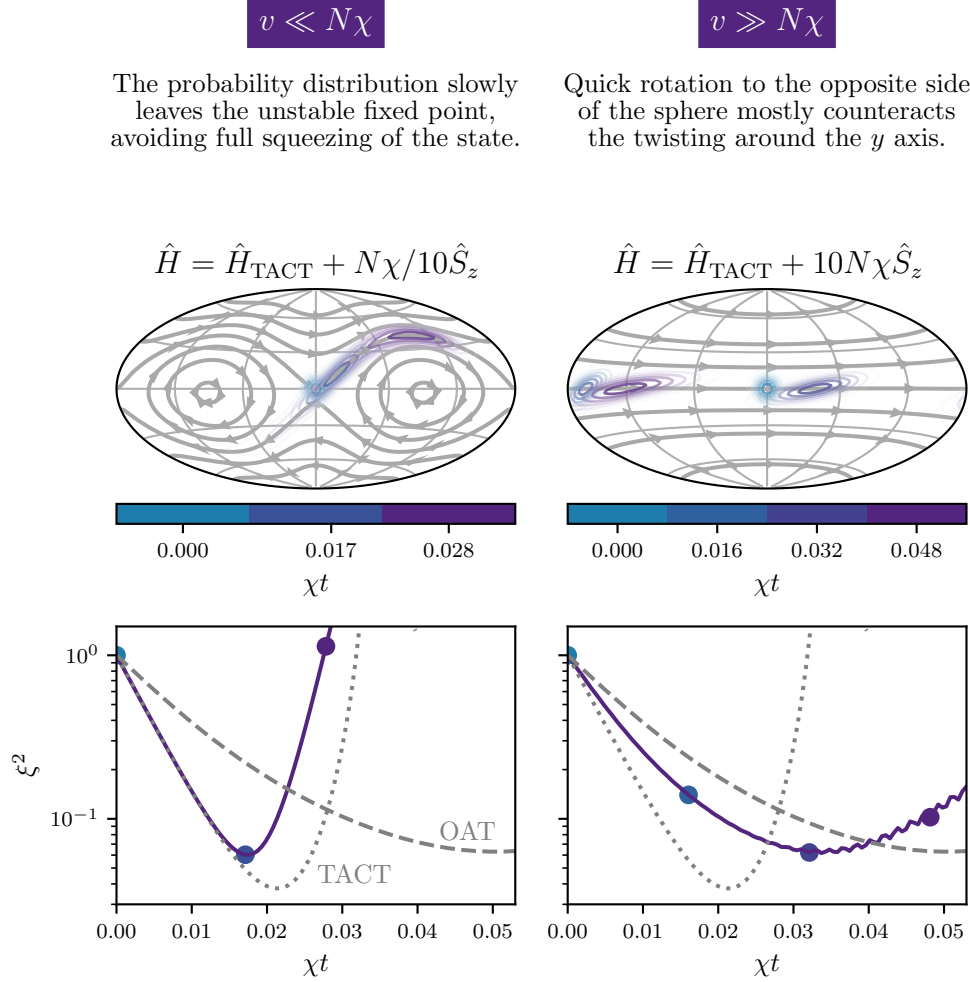 v ≪ Nχ
The probability distribution slowly
leaves the unstable fixed point,
avoiding full squeezing of the state.
Ĥ = Ĥ_TACT + Nχ/10Ŝ_z
0.000 0.017 0.028
χt
10⁰
10⁻¹
ξ²
OAT
TACT
0.00 0.01 0.02 0.03 0.04 0.05
χt
v ≫ Nχ
Quick rotation to the opposite side
of the sphere mostly counteracts
the twisting around the y axis.
Ĥ = Ĥ_TACT + 10NχŜ_z
0.000 0.016 0.032 0.048
χt
10⁰
10⁻¹
0.00 0.01 0.02 0.03 0.04 0.05
χt